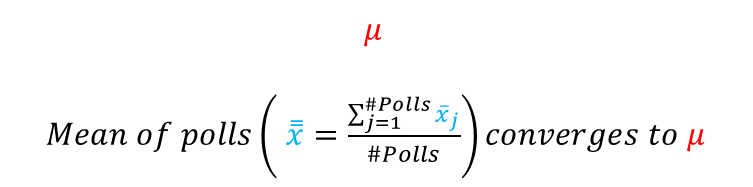 μ
Mean of polls ( x̿ = ∑_{j=1}^{#Polls} x̄_j / #Polls ) converges to μ